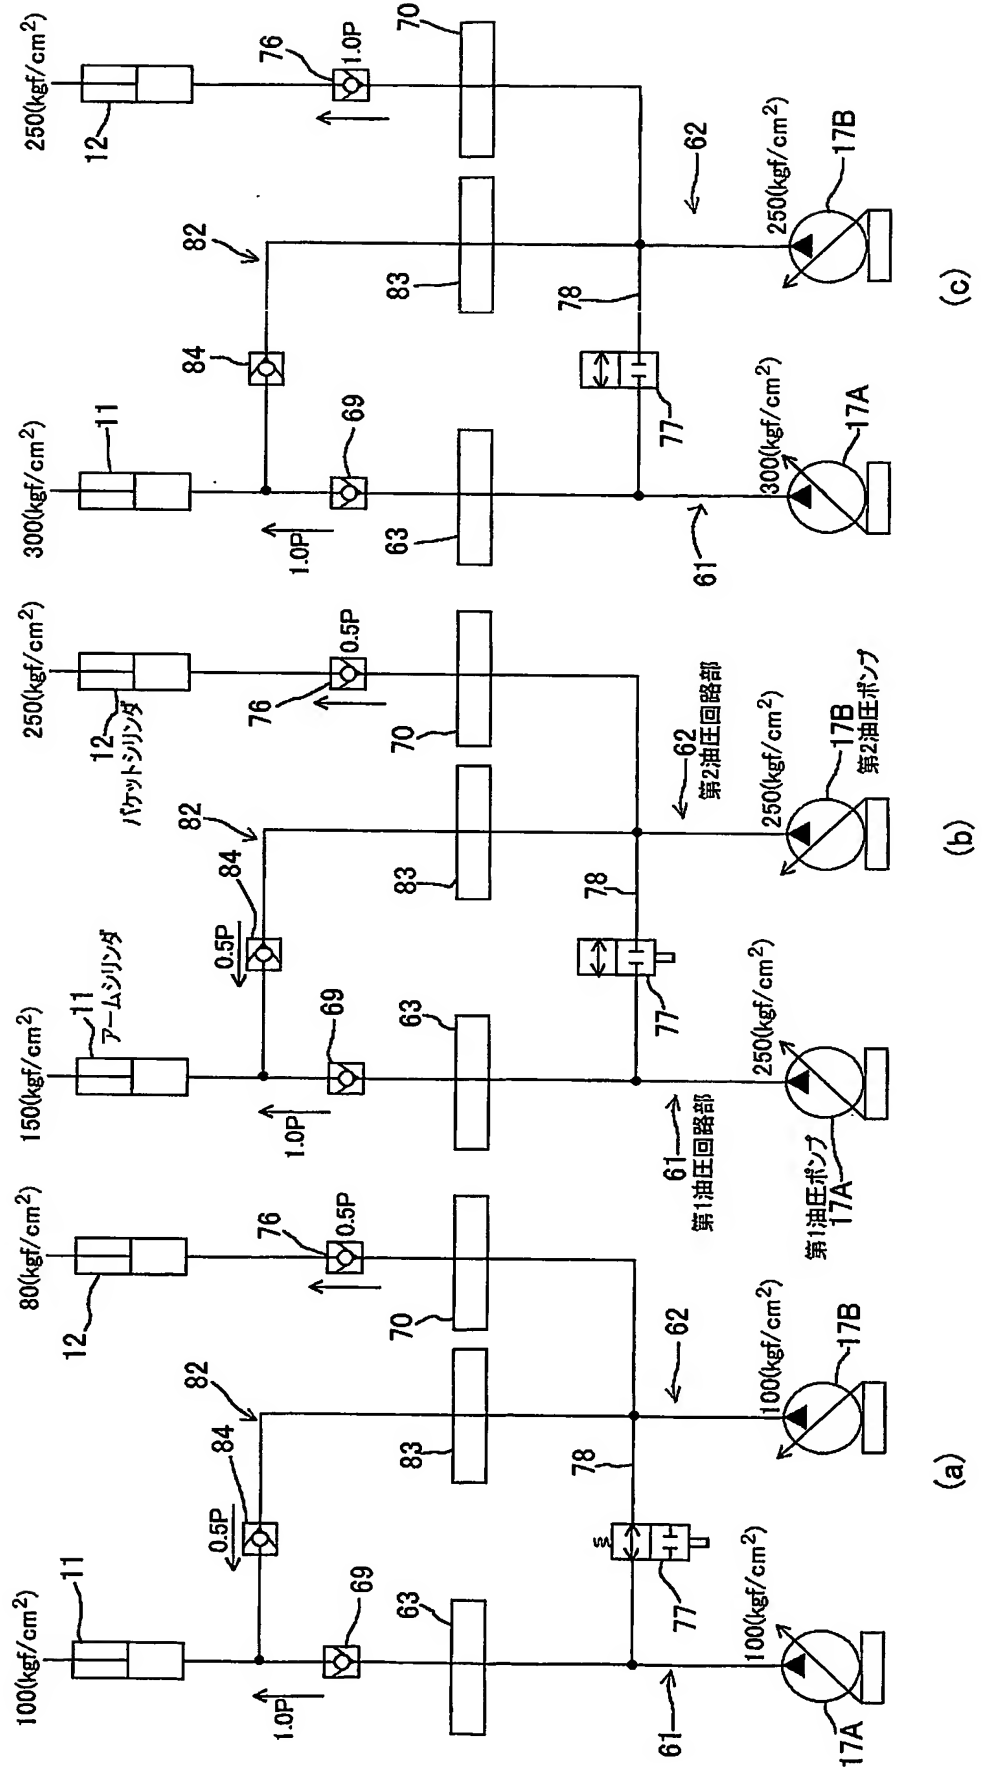 100(kgf/cm²)
11
80(kgf/cm²)
12
82
84
0.5P
76
0.5P
69
1.0P
63
83
70
78
77
61
62
100(kgf/cm²)
17A
100(kgf/cm²)
17B
(a)
150(kgf/cm²)
11
アームシリンダ
250(kgf/cm²)
12
バケットシリンダ
82
84
0.5P
76
0.5P
69
1.0P
63
83
70
78
77
61
第1油圧回路部
62
第2油圧回路部
250(kgf/cm²)
第1油圧ポンプ
17A
250(kgf/cm²)
17B
第2油圧ポンプ
(b)
300(kgf/cm²)
11
250(kgf/cm²)
12
82
84
76
1.0P
69
1.0P
63
83
70
78
77
61
62
300(kgf/cm²)
17A
250(kgf/cm²)
17B
(c)